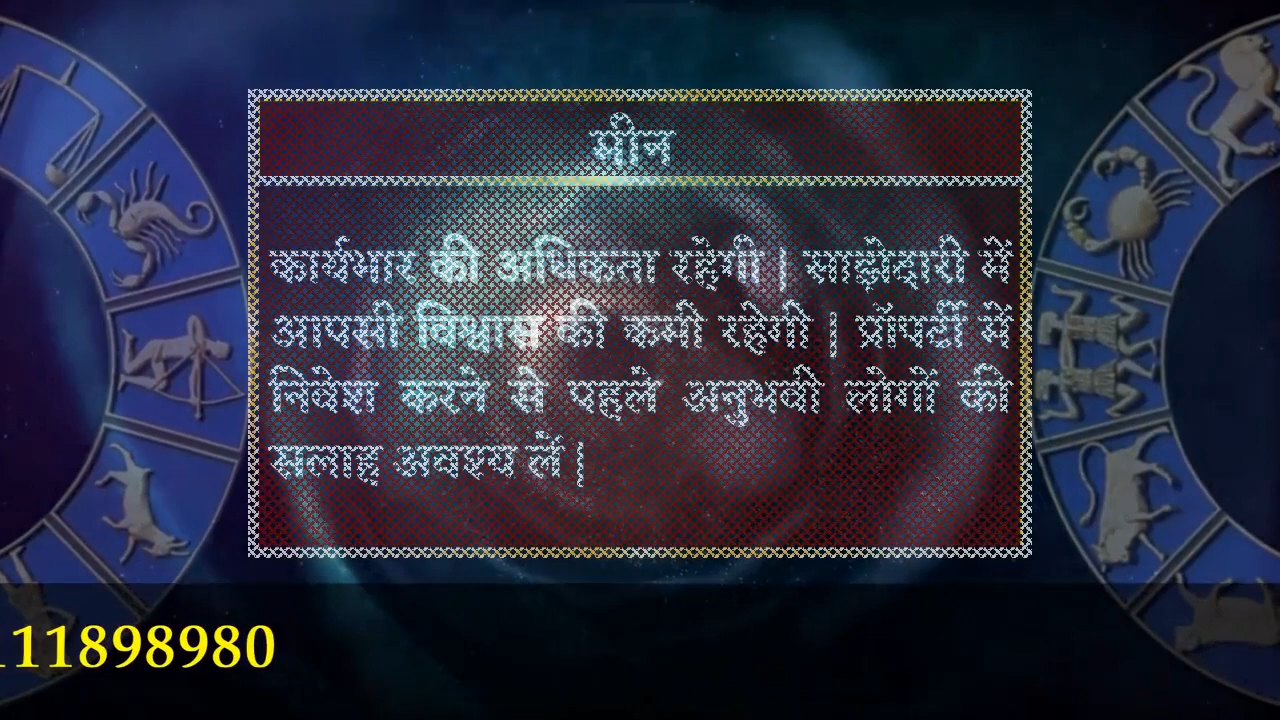 मीन
कार्यभार की अधिकता रहेगी | साझेदारी में
आपसी विश्वास की कमी रहेगी | प्रॉपर्टी में
निवेश करने से पहले अनुभवी लोगों की
सलाह अवश्य लें |
11898980